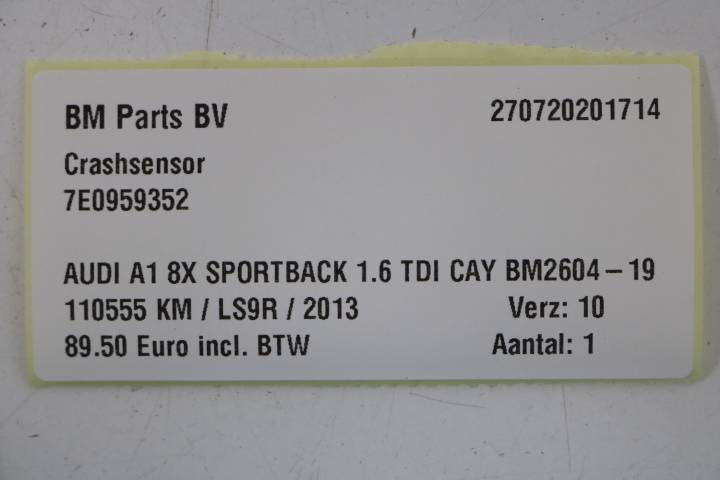 BM Parts BV 270720201714
Crashsensor
7E0959352
AUDI A1 8X SPORTBACK 1.6 TDI CAY BM2604-19
110555 KM / LS9R / 2013 Verz: 10
89.50 Euro incl. BTW Aantal: 1